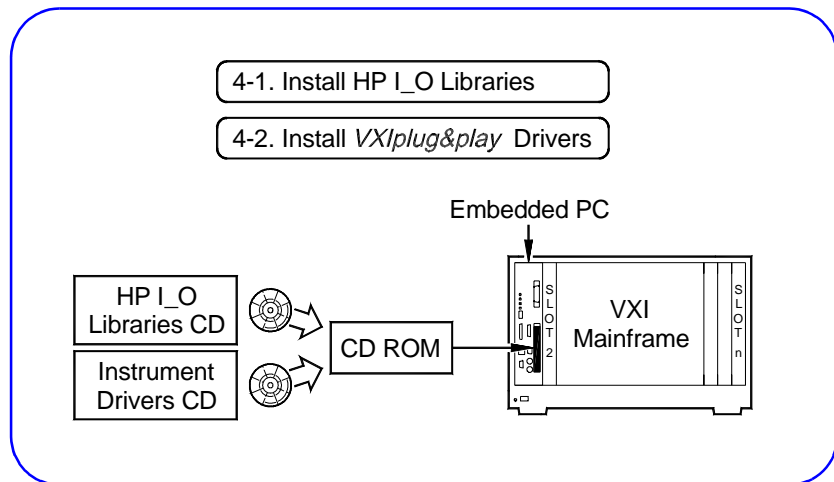 4-1. Install HP I_O Libraries
4-2. Install VXIplug&play Drivers
Embedded PC
HP I_O
Libraries CD
Instrument
Drivers CD
CD ROM
SLOT 2
VXI
Mainframe
SLOT n